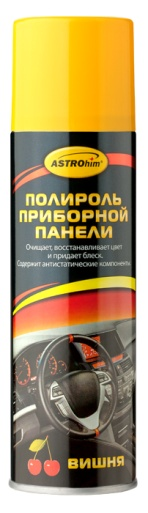 ASTROhim®
ПОЛИРОЛЬ
ПРИБОРНОЙ
ПАНЕЛИ
Очищает, восстанавливает цвет
и придает блеск.
Содержит антистатические компоненты
ВИШНЯ